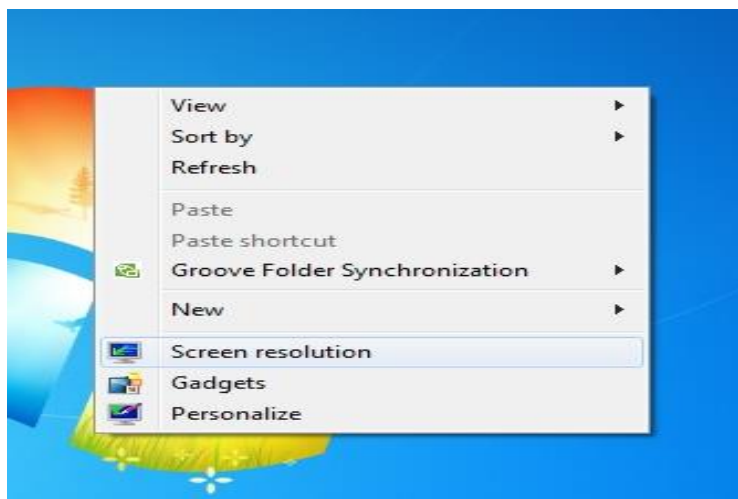 View
Sort by
Refresh
Paste
Paste shortcut
Groove Folder Synchronization
New
Screen resolution
Gadgets
Personalize